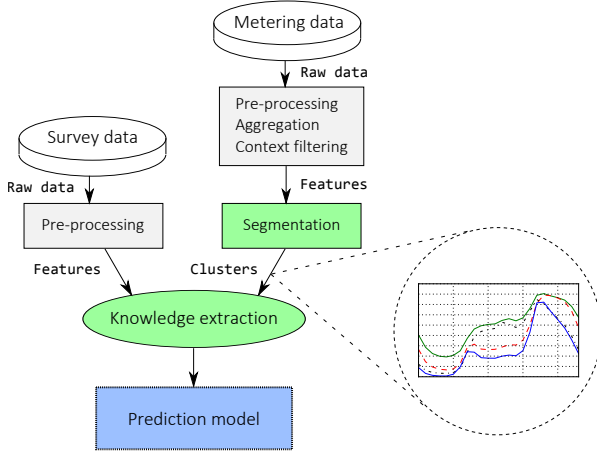 Metering data
Raw data
Pre-processing
Aggregation
Context filtering
Survey data
Raw data
Features
Pre-processing
Segmentation
Features
Clusters
Knowledge extraction
Prediction model